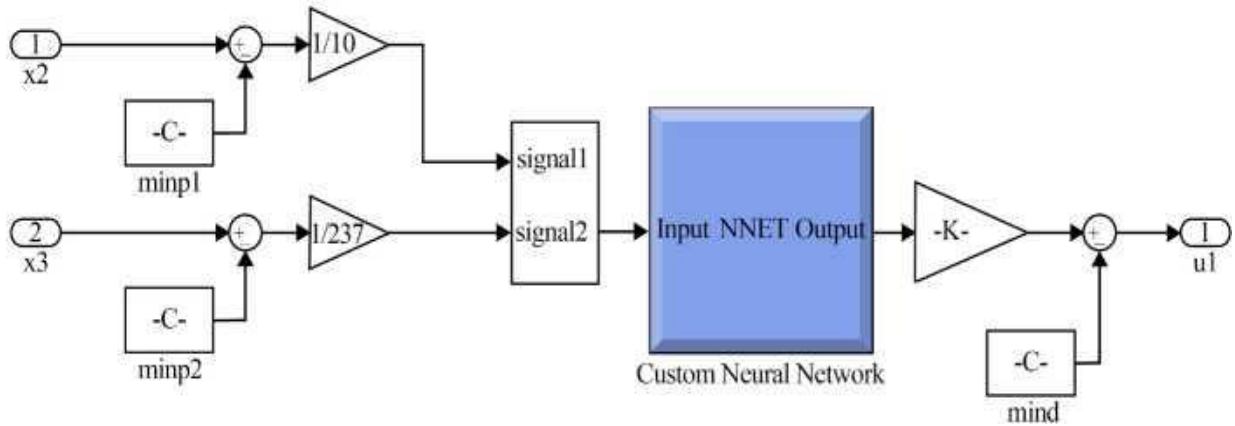 1
x2
+
-
1/10
-C-
minp1
signal1
signal2
2
x3
+
-
1/237
-C-
minp2
Input NNET Output
Custom Neural Network
-K-
+
-
1
u1
-C-
mind